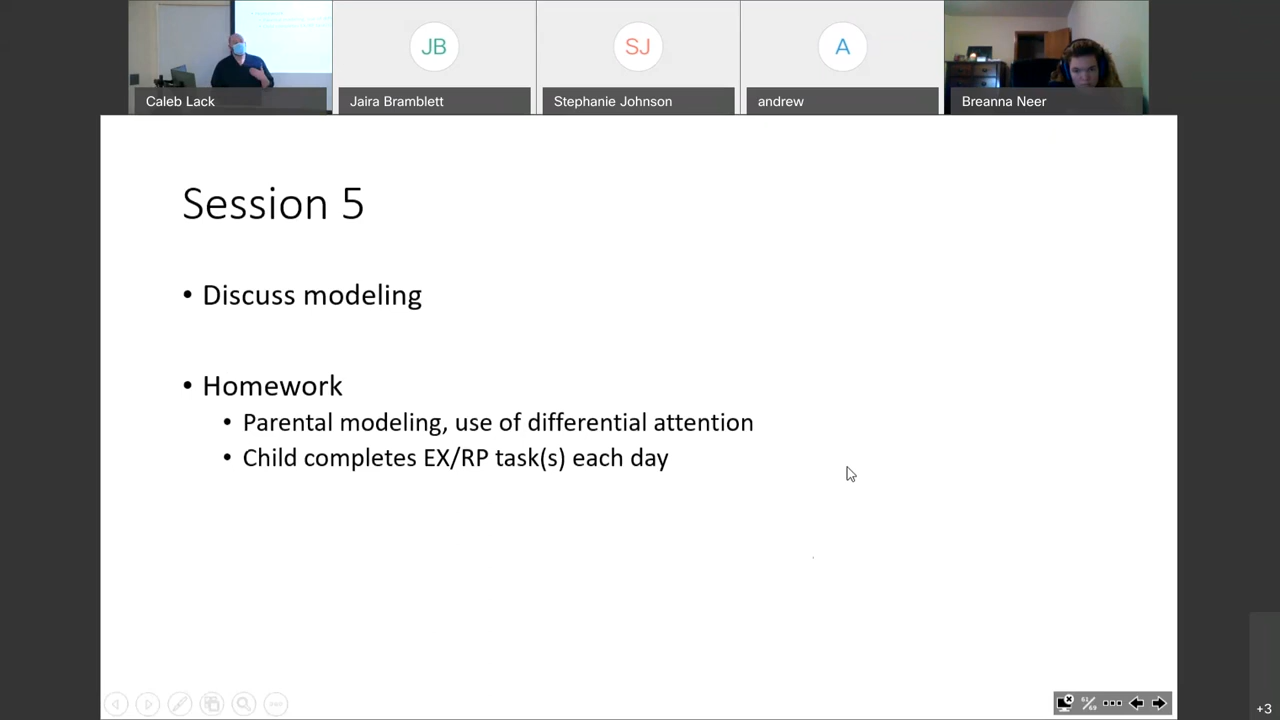 JB
SJ
A
Caleb Lack
Jaira Bramblett
Stephanie Johnson
andrew
Breanna Neer
Session 5
• Discuss modeling
• Homework
• Parental modeling, use of differential attention
• Child completes EX/RP task(s) each day
+3